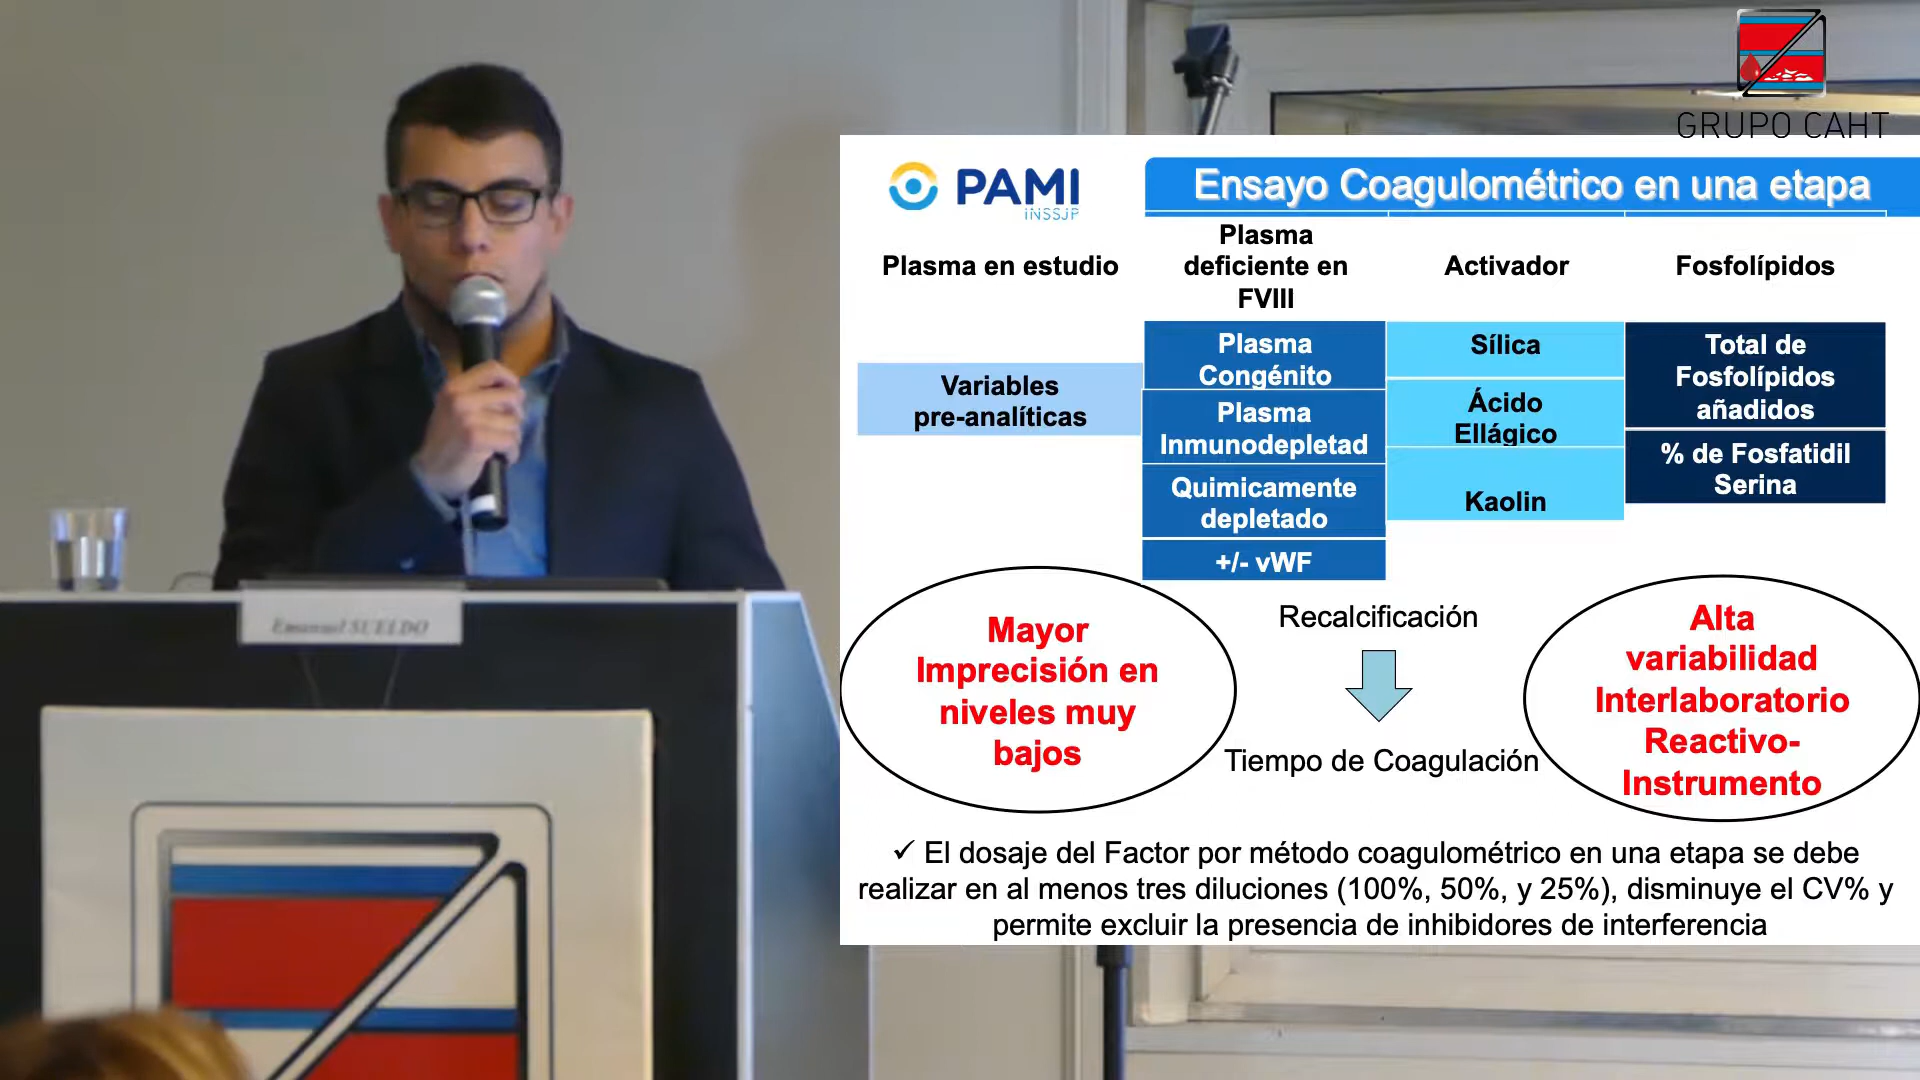 GRUPO CAHT
PAMI
INSSJP
Ensayo Coagulométrico en una etapa
Plasma en estudio
Plasma
deficiente en
FVIII
Activador
Fosfolípidos
Variables
pre-analíticas
Plasma
Congénito
Plasma
Inmunodepletad
Quimicamente
depletado
+/- vWF
Sílica
Ácido
Ellágico
Kaolin
Total de
Fosfolípidos
añadidos
% de Fosfatidil
Serina
Mayor
Imprecisión en
niveles muy
bajos
Recalcificación
Tiempo de Coagulación
Alta
variabilidad
Interlaboratorio
Reactivo-
Instrumento
✓ El dosaje del Factor por método coagulométrico en una etapa se debe
realizar en al menos tres diluciones (100%, 50%, y 25%), disminuye el CV% y
permite excluir la presencia de inhibidores de interferencia
Emanuel SUELDO